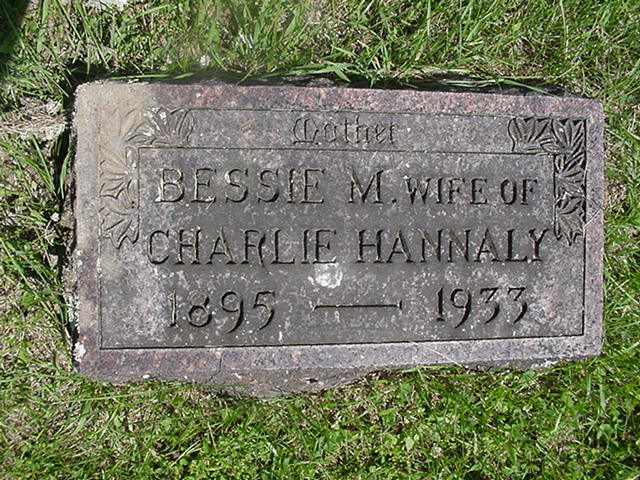 Mother
BESSIE M. WIFE OF
CHARLIE HANNALY
1895 — 1933